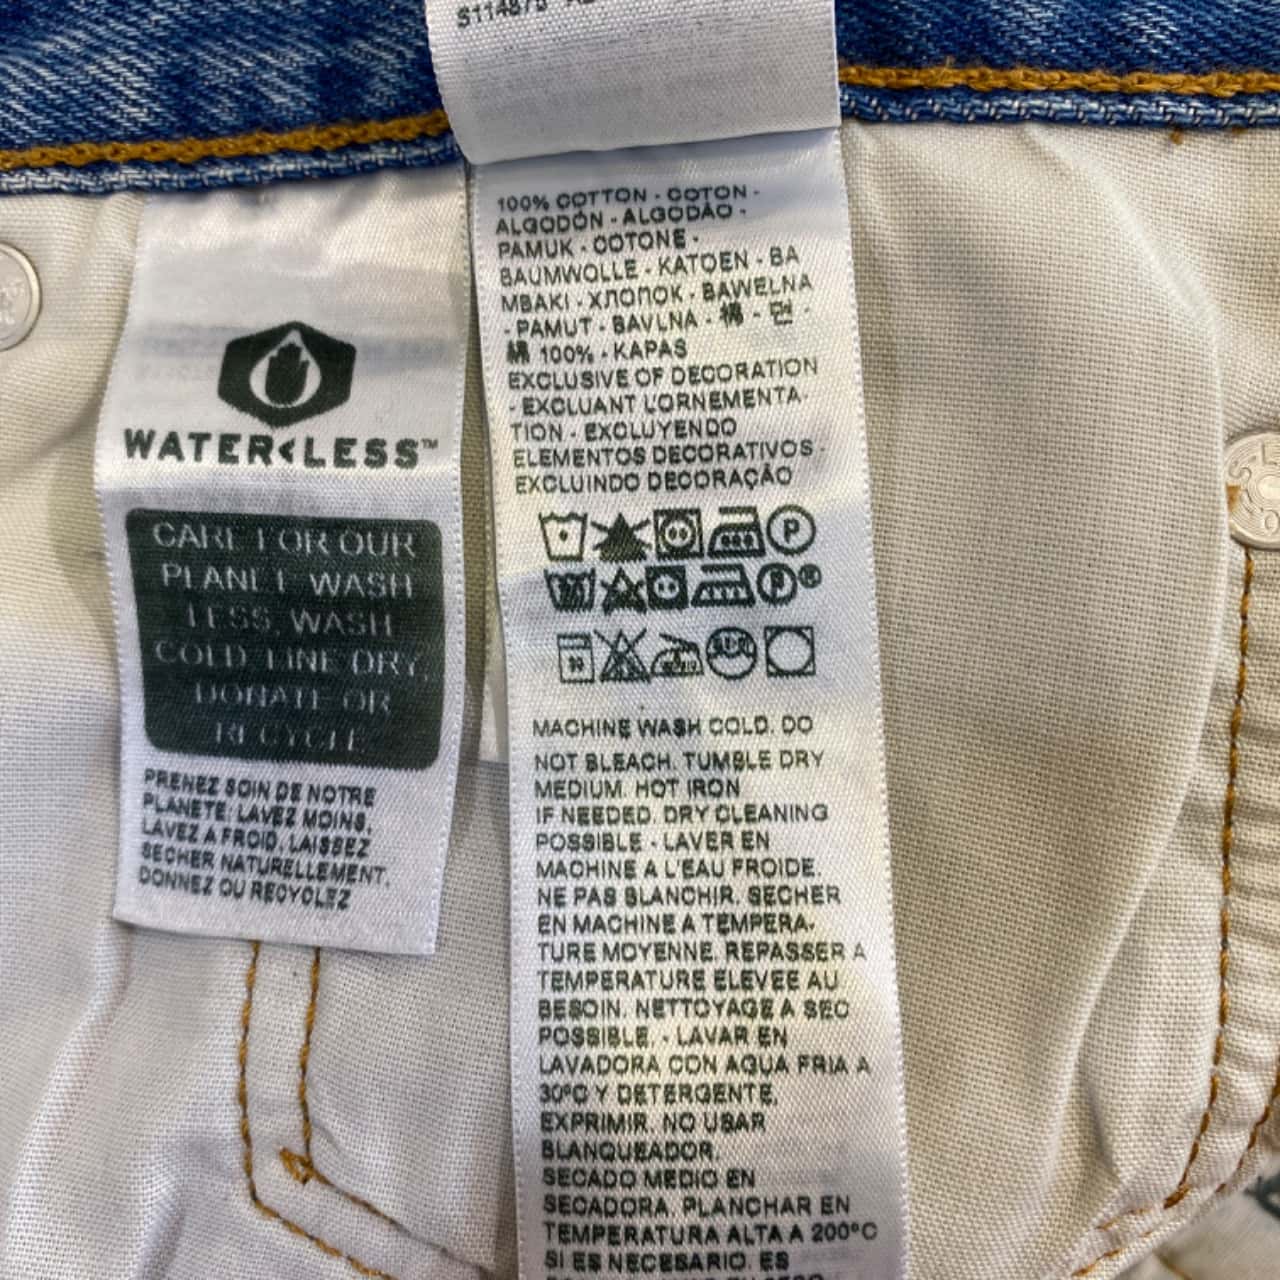 S114875
WATER<LESS™
CARE FOR OUR
PLANET: WASH
LESS, WASH
COLD, LINE DRY,
DONATE OR
RECYCLE
PRENEZ SOIN DE NOTRE
PLANETE: LAVEZ MOINS,
LAVEZ A FROID, LAISSEZ
SECHER NATURELLEMENT,
DONNEZ OU RECYCLEZ
100% COTTON - COTON -
ALGODÓN - ALGODÃO -
PAMUK - COTONE -
BAUMWOLLE - KATOEN - BA
MBAKI - ХЛОПОК - BAWEŁNA
- PAMUT - BAVLNA - 棉 - 면 -
綿 100% - KAPAS
EXCLUSIVE OF DECORATION
- EXCLUANT L'ORNEMENTA-
TION - EXCLUYENDO
ELEMENTOS DECORATIVOS -
EXCLUINDO DECORAÇÃO
P
P
MACHINE WASH COLD. DO
NOT BLEACH. TUMBLE DRY
MEDIUM. HOT IRON
IF NEEDED. DRY CLEANING
POSSIBLE - LAVER EN
MACHINE A L'EAU FROIDE.
NE PAS BLANCHIR. SECHER
EN MACHINE A TEMPERA-
TURE MOYENNE. REPASSER A
TEMPERATURE ELEVEE AU
BESOIN. NETTOYAGE A SEC
POSSIBLE. - LAVAR EN
LAVADORA CON AGUA FRIA A
30ºC Y DETERGENTE,
EXPRIMIR. NO USAR
BLANQUEADOR.
SECADO MEDIO EN
SECADORA. PLANCHAR EN
TEMPERATURA ALTA A 200ºC
SI ES NECESARIO. ES